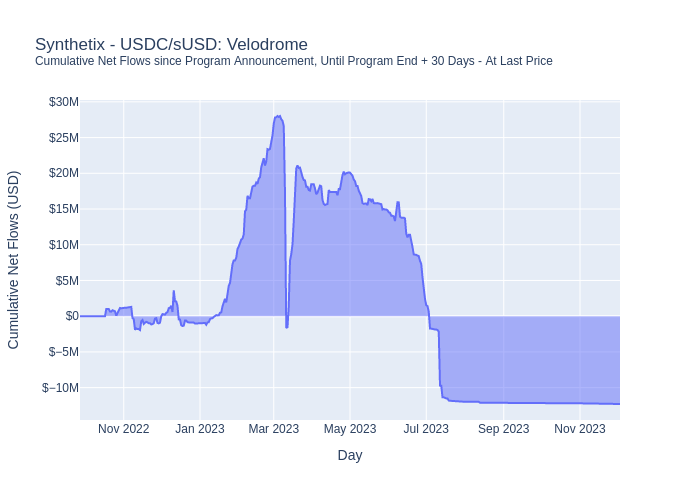 Synthetix - USDC/sUSD: Velodrome
Cumulative Net Flows since Program Announcement, Until Program End + 30 Days - At Last Price
$30M
$25M
$20M
$15M
$10M
$5M
$0
$−5M
$−10M
Cumulative Net Flows (USD)
Nov 2022 Jan 2023 Mar 2023 May 2023 Jul 2023 Sep 2023 Nov 2023
Day